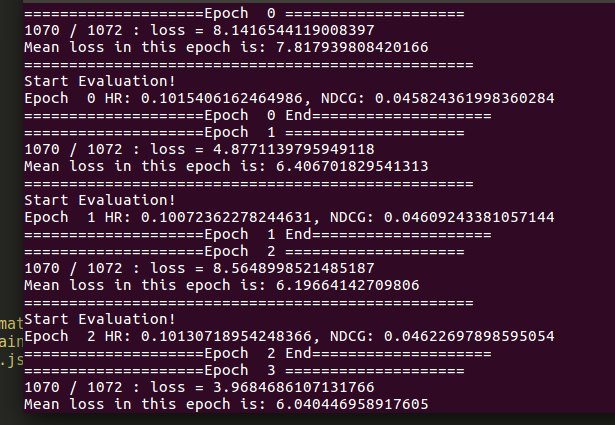 ====================Epoch  0 ====================
1070 / 1072 : loss = 8.1416544119008397
Mean loss in this epoch is: 7.817939808420166
==================================================
Start Evaluation!
Epoch  0 HR: 0.1015406162464986, NDCG: 0.045824361998360284
====================Epoch  0 End====================
====================Epoch  1 ====================
1070 / 1072 : loss = 4.8771139795949118
Mean loss in this epoch is: 6.406701829541313
==================================================
Start Evaluation!
Epoch  1 HR: 0.10072362278244631, NDCG: 0.04609243381057144
====================Epoch  1 End====================
====================Epoch  2 ====================
1070 / 1072 : loss = 8.5648998521485187
Mean loss in this epoch is: 6.19664142709806
==================================================
Start Evaluation!
Epoch  2 HR: 0.10130718954248366, NDCG: 0.04622697898595054
====================Epoch  2 End====================
====================Epoch  3 ====================
1070 / 1072 : loss = 3.9684686107131766
Mean loss in this epoch is: 6.040446958917605
mat
ain
.js